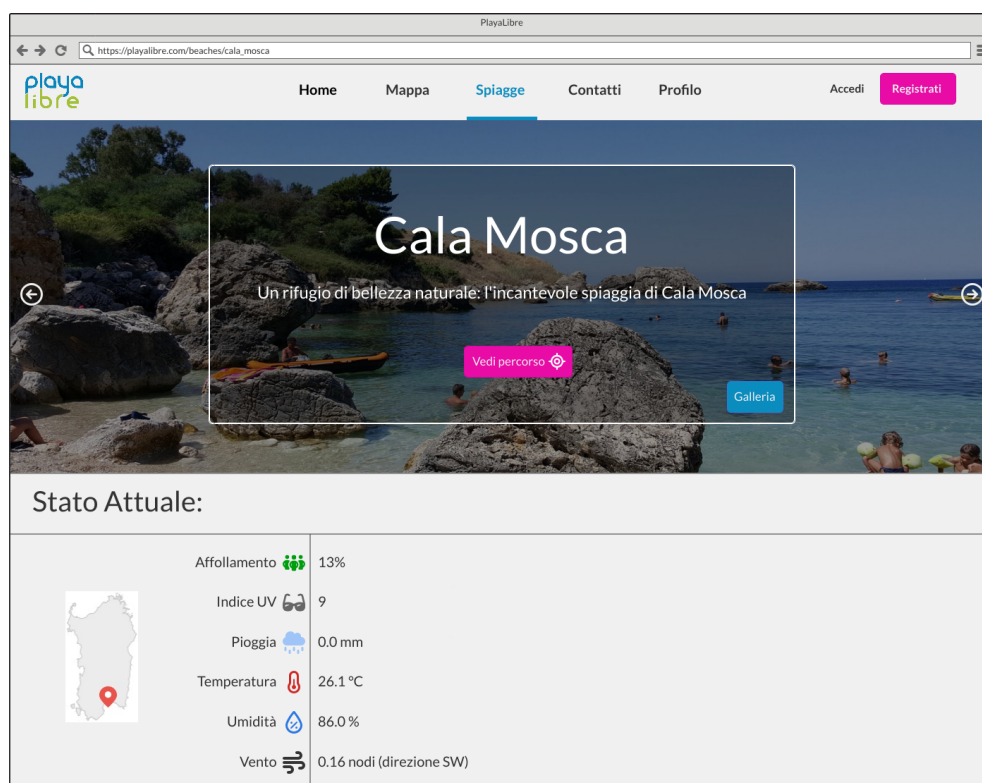 PlayaLibre
https://playalibre.com/beaches/cala_mosca
playa
libre
Home Mappa Spiagge Contatti Profilo Accedi Registrati
Cala Mosca
Un rifugio di bellezza naturale: l'incantevole spiaggia di Cala Mosca
Vedi percorso
Galleria
Stato Attuale:
Affollamento 13%
Indice UV 9
Pioggia 0.0 mm
Temperatura 26.1 °C
Umidità 86.0 %
Vento 0.16 nodi (direzione SW)